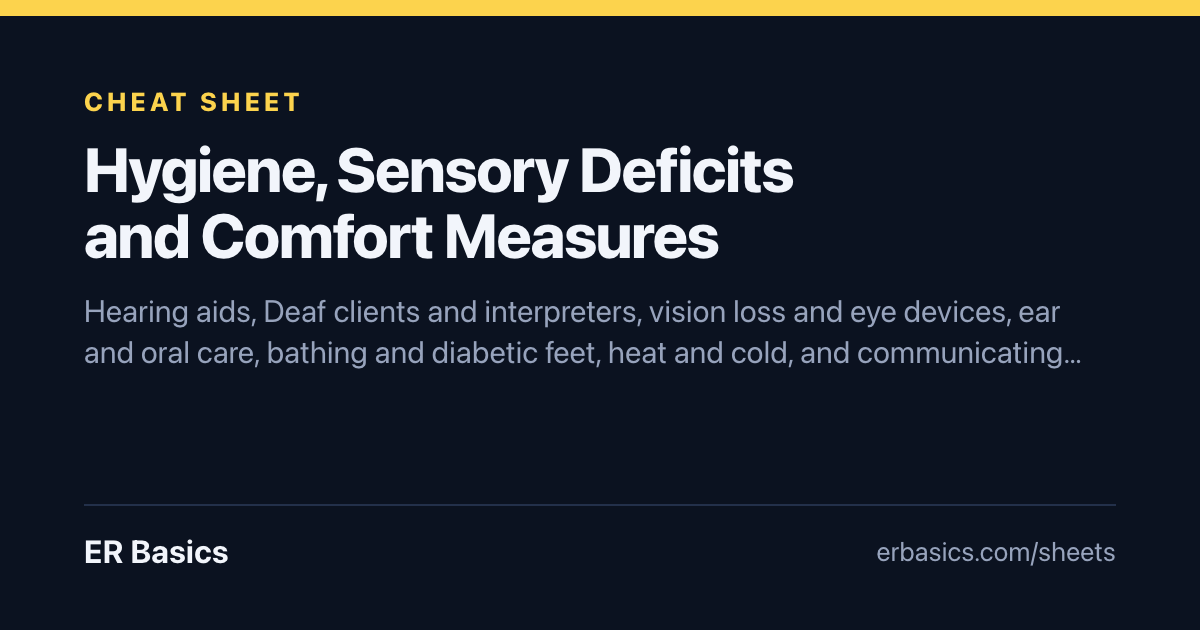 CHEAT SHEET
Hygiene, Sensory Deficits
and Comfort Measures
Hearing aids, Deaf clients and interpreters, vision loss and eye devices, ear
and oral care, bathing and diabetic feet, heat and cold, and communicating…
ER Basics
erbasics.com/sheets